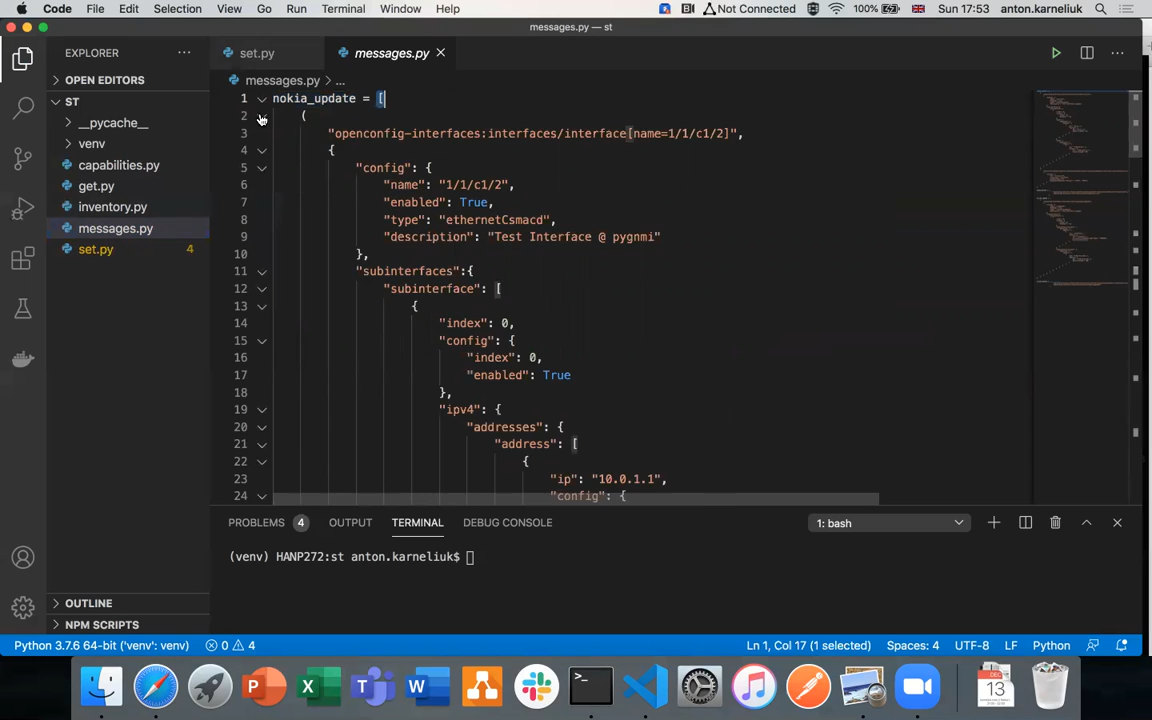 Code File Edit Selection View Go Run Terminal Window Help Not Connected 100% Sun 17:53 anton.karneliuk
messages.py — st
EXPLORER
set.py
messages.py
OPEN EDITORS
messages.py > ...
ST
__pycache__
venv
capabilities.py
get.py
inventory.py
messages.py
set.py 4
1 nokia_update = [
2 (
3 "openconfig-interfaces:interfaces/interface[name=1/1/c1/2]",
4 {
5 "config": {
6 "name": "1/1/c1/2",
7 "enabled": True,
8 "type": "ethernetCsmacd",
9 "description": "Test Interface @ pygnmi"
10 },
11 "subinterfaces":{
12 "subinterface": [
13 {
14 "index": 0,
15 "config": {
16 "index": 0,
17 "enabled": True
18 },
19 "ipv4": {
20 "addresses": {
21 "address": [
22 {
23 "ip": "10.0.1.1",
24 "config": {
PROBLEMS 4 OUTPUT TERMINAL DEBUG CONSOLE 1: bash
(venv) HANP272:st anton.karneliuk$
OUTLINE
NPM SCRIPTS
Python 3.7.6 64-bit ('venv': venv) 0 4 Ln 1, Col 17 (1 selected) Spaces: 4 UTF-8 LF Python
DEC
13